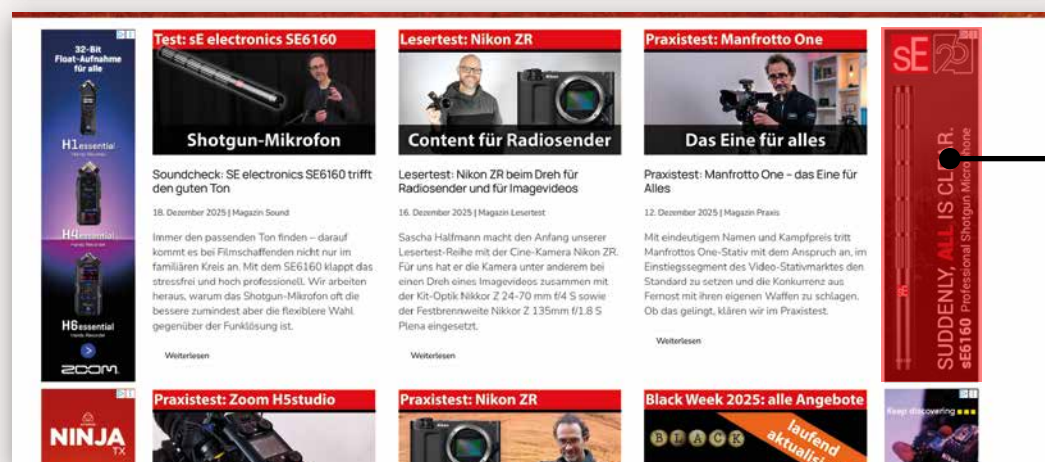 32-Bit
Float-Aufnahme
für alle
H1essential
Handy Recorder
H4essential
Handy Recorder
H6essential
Handy Recorder
ZOOM
NINJA
TX
Test: sE electronics SE6160
Shotgun-Mikrofon
Soundcheck: SE electronics SE6160 trifft
den guten Ton
18. Dezember 2025 | Magazin Sound
Immer den passenden Ton finden – darauf
kommt es bei Filmschaffenden nicht nur im
familiären Kreis an. Mit dem SE6160 klappt das
stressfrei und hoch professionell. Wir arbeiten
heraus, warum das Shotgun-Mikrofon oft die
bessere zumindest aber die flexiblere Wahl
gegenüber der Funklösung ist.
Weiterlesen
Lesertest: Nikon ZR
Nikon
Content für Radiosender
Lesertest: Nikon ZR beim Dreh für
Radiosender und für Imagevideos
16. Dezember 2025 | Magazin Lesertest
Sascha Halfmann macht den Anfang unserer
Lesertest-Reihe mit der Cine-Kamera Nikon ZR.
Für uns hat er die Kamera unter anderem bei
einen Dreh eines Imagevideos zusammen mit
der Kit-Optik Nikkor Z 24-70 mm f/4 S sowie
der Festbrennweite Nikkor Z 135mm f/1.8 S
Plena eingesetzt.
Weiterlesen
Praxistest: Manfrotto One
Das Eine für alles
Praxistest: Manfrotto One – das Eine für
Alles
12. Dezember 2025 | Magazin Praxis
Mit eindeutigem Namen und Kampfpreis tritt
Manfrottos One-Stativ mit dem Anspruch an, im
Einstiegssegment des Video-Stativmarktes den
Standard zu setzen und die Konkurrenz aus
Fernost mit ihren eigenen Waffen zu schlagen.
Ob das gelingt, klären wir im Praxistest.
Weiterlesen
sE 25
SUDDENLY, ALL IS CLEAR.
sE6160 Professional Shotgun Microphone
Praxistest: Zoom H5studio
Praxistest: Nikon ZR
Nikon
Black Week 2025: alle Angebote
BLACK
laufend
Keep discovering